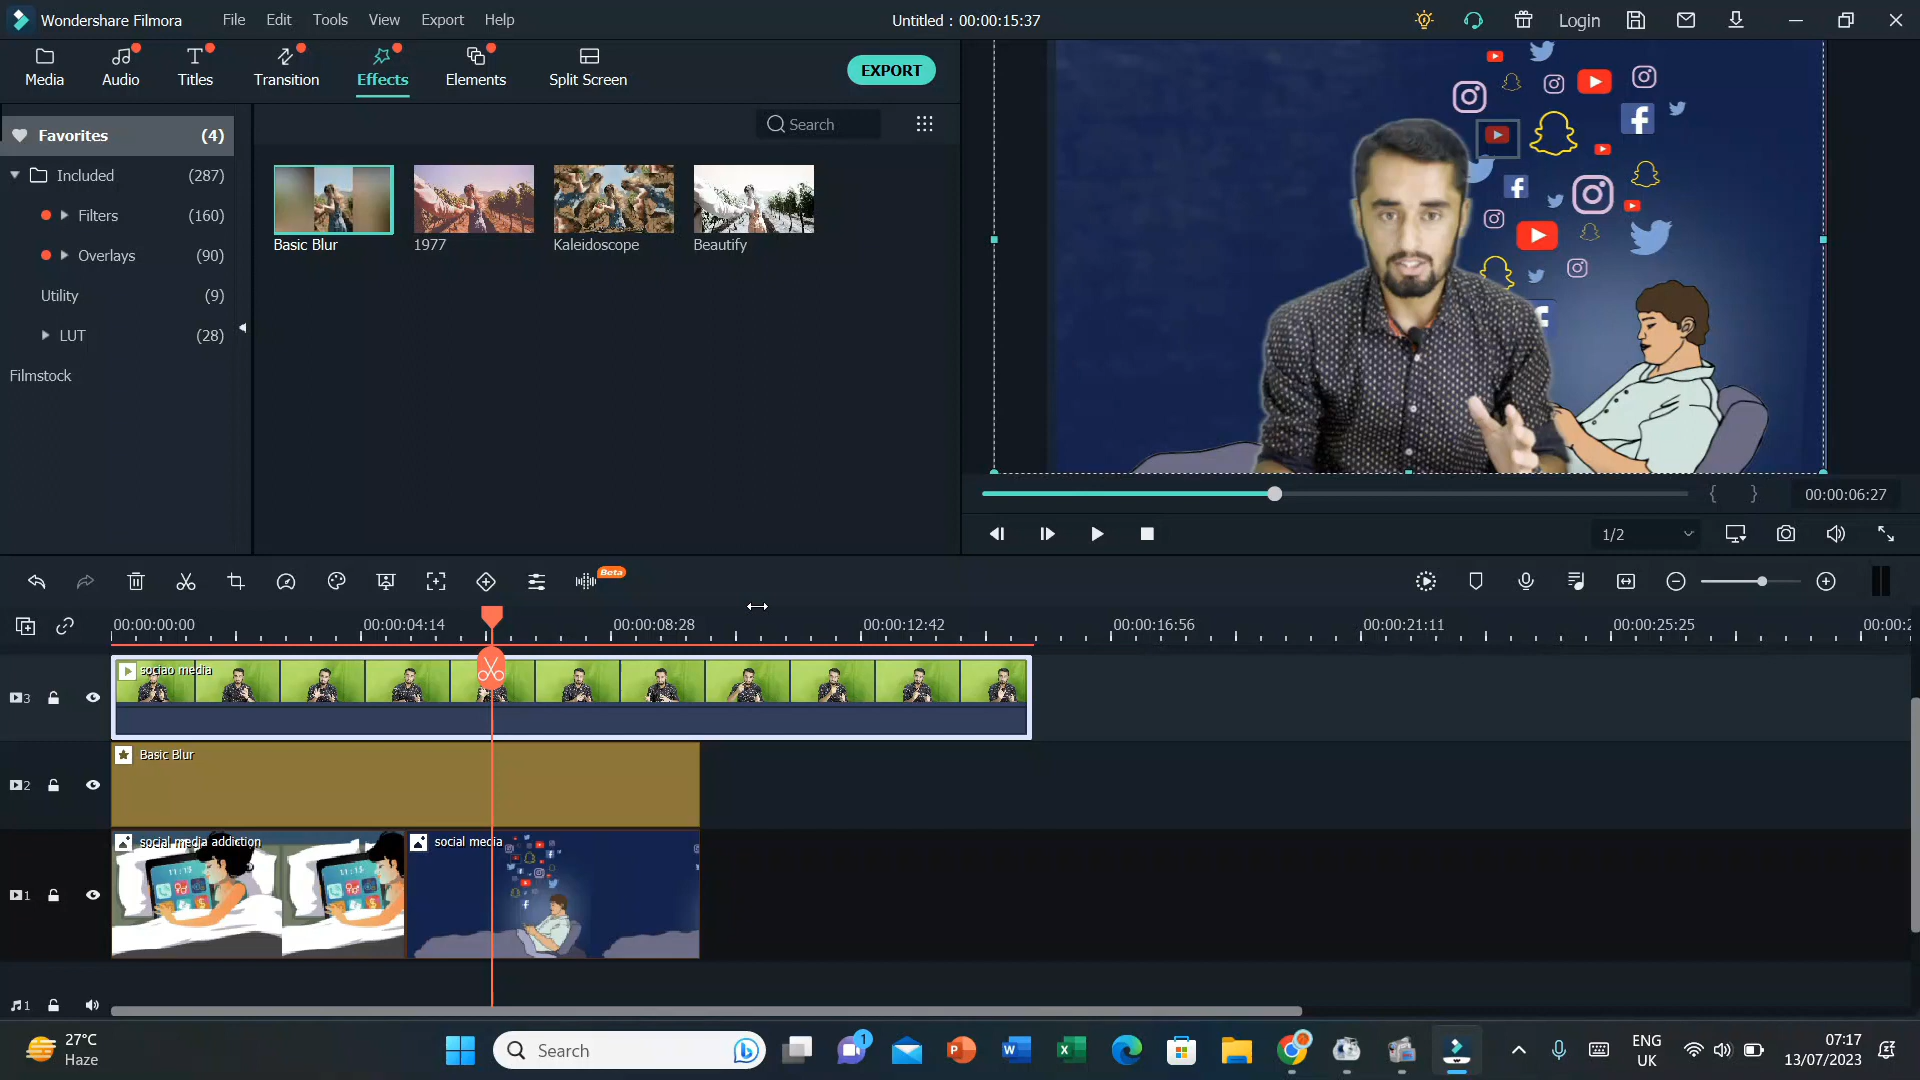 Wondershare Filmora
File Edit Tools View Export Help
Untitled : 00:00:15:37
Login
Media Audio Titles Transition Effects Elements Split Screen
EXPORT
Favorites (4)
Search
Included (287)
Filters (160)
Overlays (90)
Utility (9)
LUT (28)
Filmstock
Basic Blur 1977 Kaleidoscope Beautify
00:00:06:27
1/2
Beta
00:00:00:00 00:00:04:14 00:00:08:28 00:00:12:42 00:00:16:56 00:00:21:11 00:00:25:25
3
sociao media
2
Basic Blur
1
social media addiction
social media
11:15
1
27°C
Haze
Search
1
ENG
UK
07:17
13/07/2023